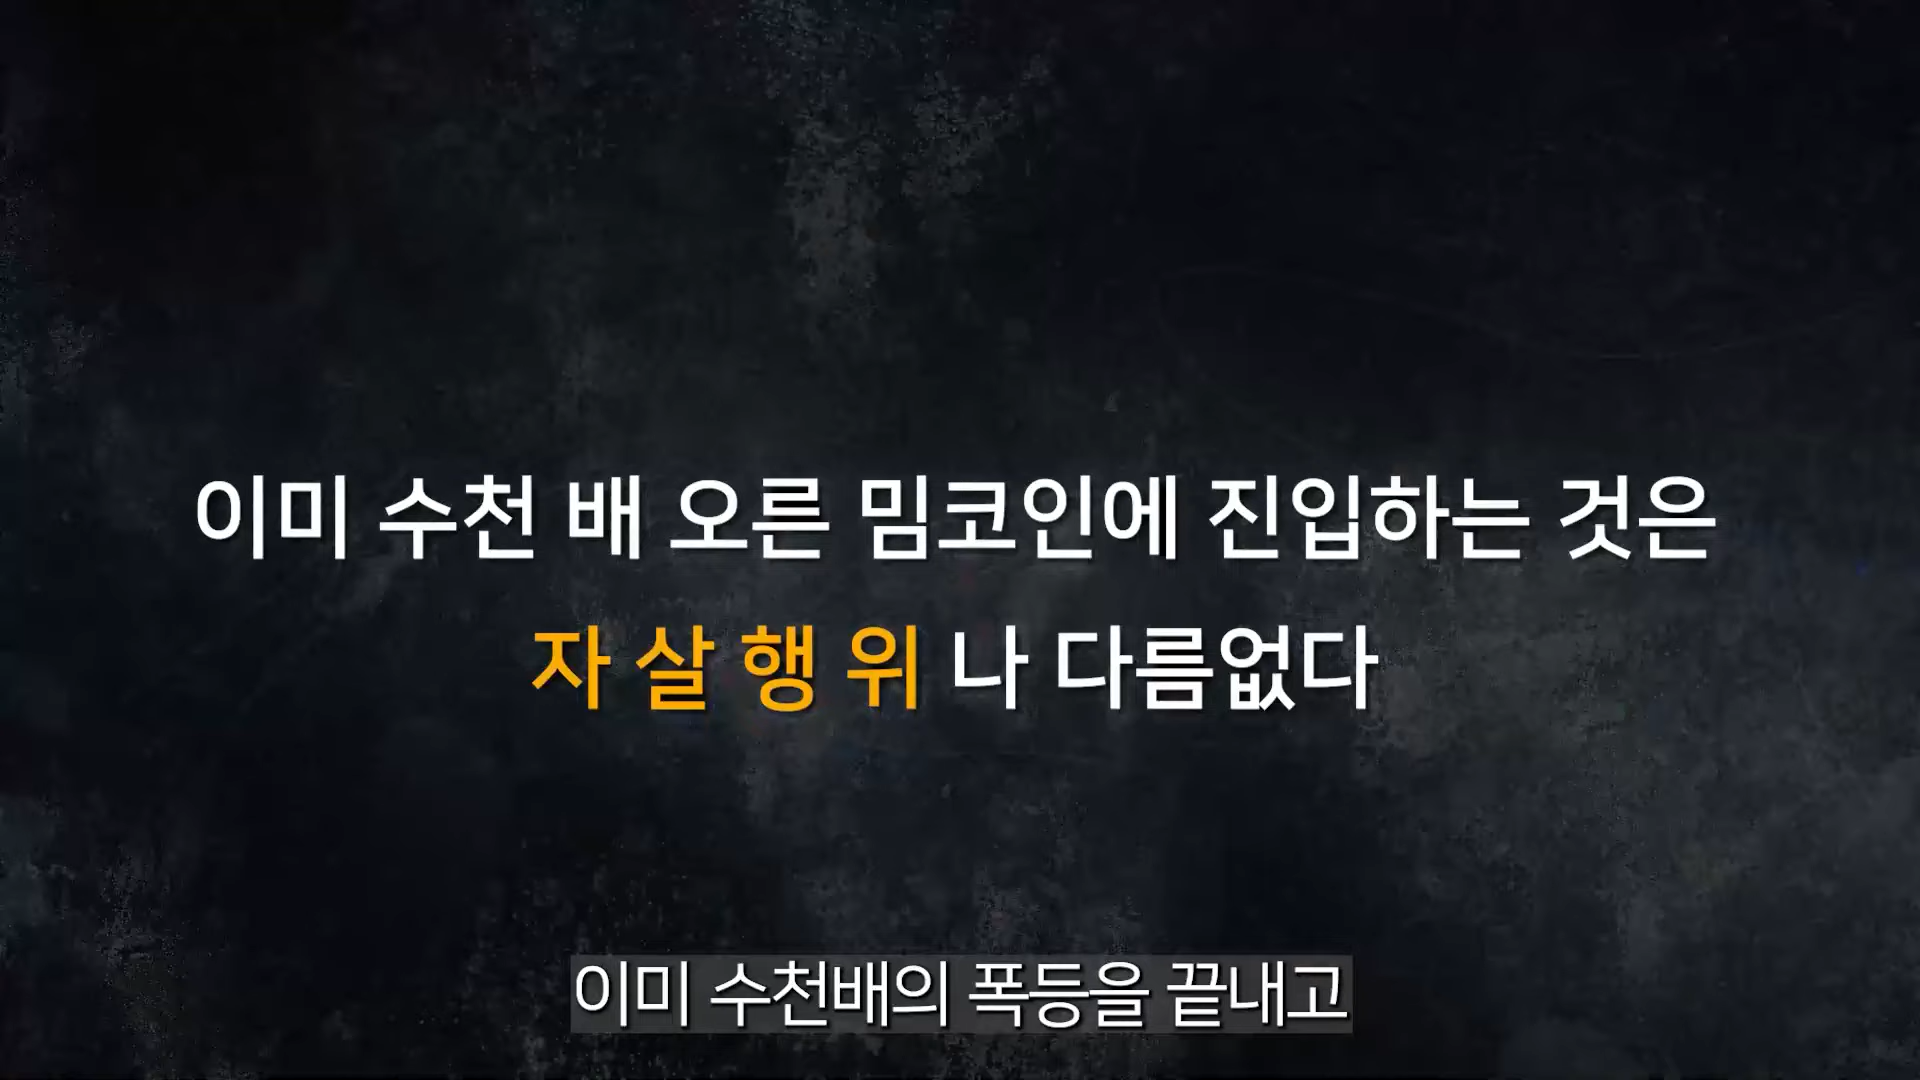 이미 수천 배 오른 밈코인에 진입하는 것은
자 살 행 위 나 다름없다
이미 수천배의 폭등을 끝내고